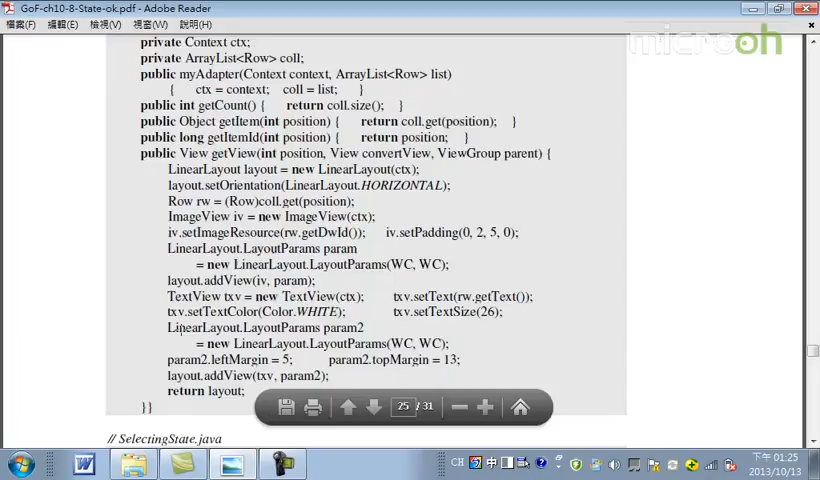 GoF-ch10-8-State-ok.pdf - Adobe Reader
檔案(F) 編輯(E) 檢視(V) 視窗(W) 說明(H)
microoh
private Context ctx;
private ArrayList<Row> coll;
public myAdapter(Context context, ArrayList<Row> list)
{ ctx = context; coll = list; }
public int getCount() { return coll.size(); }
public Object getItem(int position) { return coll.get(position); }
public long getItemId(int position) { return position; }
public View getView(int position, View convertView, ViewGroup parent) {
LinearLayout layout = new LinearLayout(ctx);
layout.setOrientation(LinearLayout.HORIZONTAL);
Row rw = (Row)coll.get(position);
ImageView iv = new ImageView(ctx);
iv.setImageResource(rw.getDwId()); iv.setPadding(0, 2, 5, 0);
LinearLayout.LayoutParams param
= new LinearLayout.LayoutParams(WC, WC);
layout.addView(iv, param);
TextView txv = new TextView(ctx); txv.setText(rw.getText());
txv.setTextColor(Color.WHITE); txv.setTextSize(26);
LinearLayout.LayoutParams param2
= new LinearLayout.LayoutParams(WC, WC);
param2.leftMargin = 5; param2.topMargin = 13;
layout.addView(txv, param2);
return layout;
}}
25 / 31
// SelectingState.java
CH 中
下午 01:25
2013/10/13